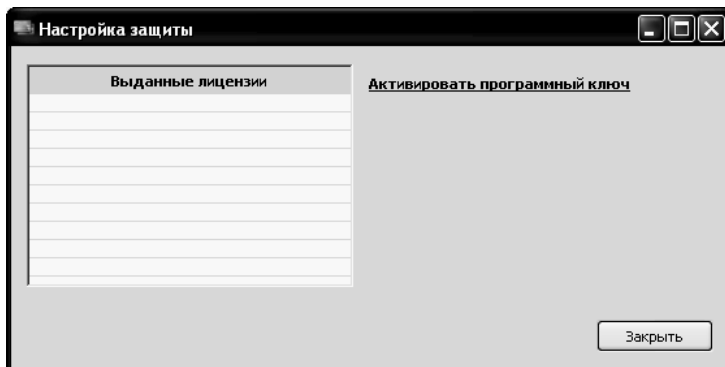 Настройка защиты
Выданные лицензии
Активировать программный ключ
Закрыть